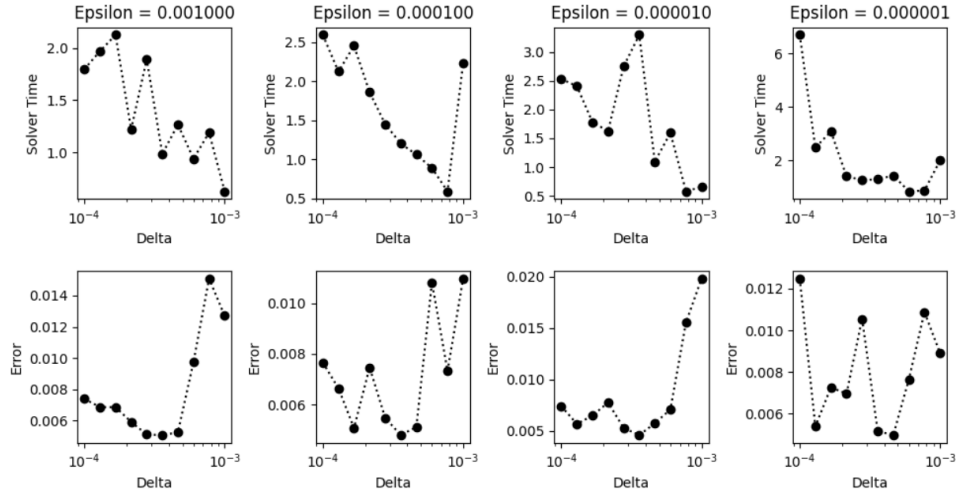 Epsilon = 0.001000
Solver Time
2.0
1.5
1.0
10⁻⁴
10⁻³
Delta
Epsilon = 0.000100
Solver Time
2.5
2.0
1.5
1.0
0.5
10⁻⁴
10⁻³
Delta
Epsilon = 0.000010
Solver Time
3.0
2.5
2.0
1.5
1.0
0.5
10⁻⁴
10⁻³
Delta
Epsilon = 0.000001
Solver Time
6
4
2
10⁻⁴
10⁻³
Delta
Error
0.014
0.012
0.010
0.008
0.006
10⁻⁴
10⁻³
Delta
Error
0.010
0.008
0.006
10⁻⁴
10⁻³
Delta
Error
0.020
0.015
0.010
0.005
10⁻⁴
10⁻³
Delta
Error
0.012
0.010
0.008
0.006
10⁻⁴
10⁻³
Delta